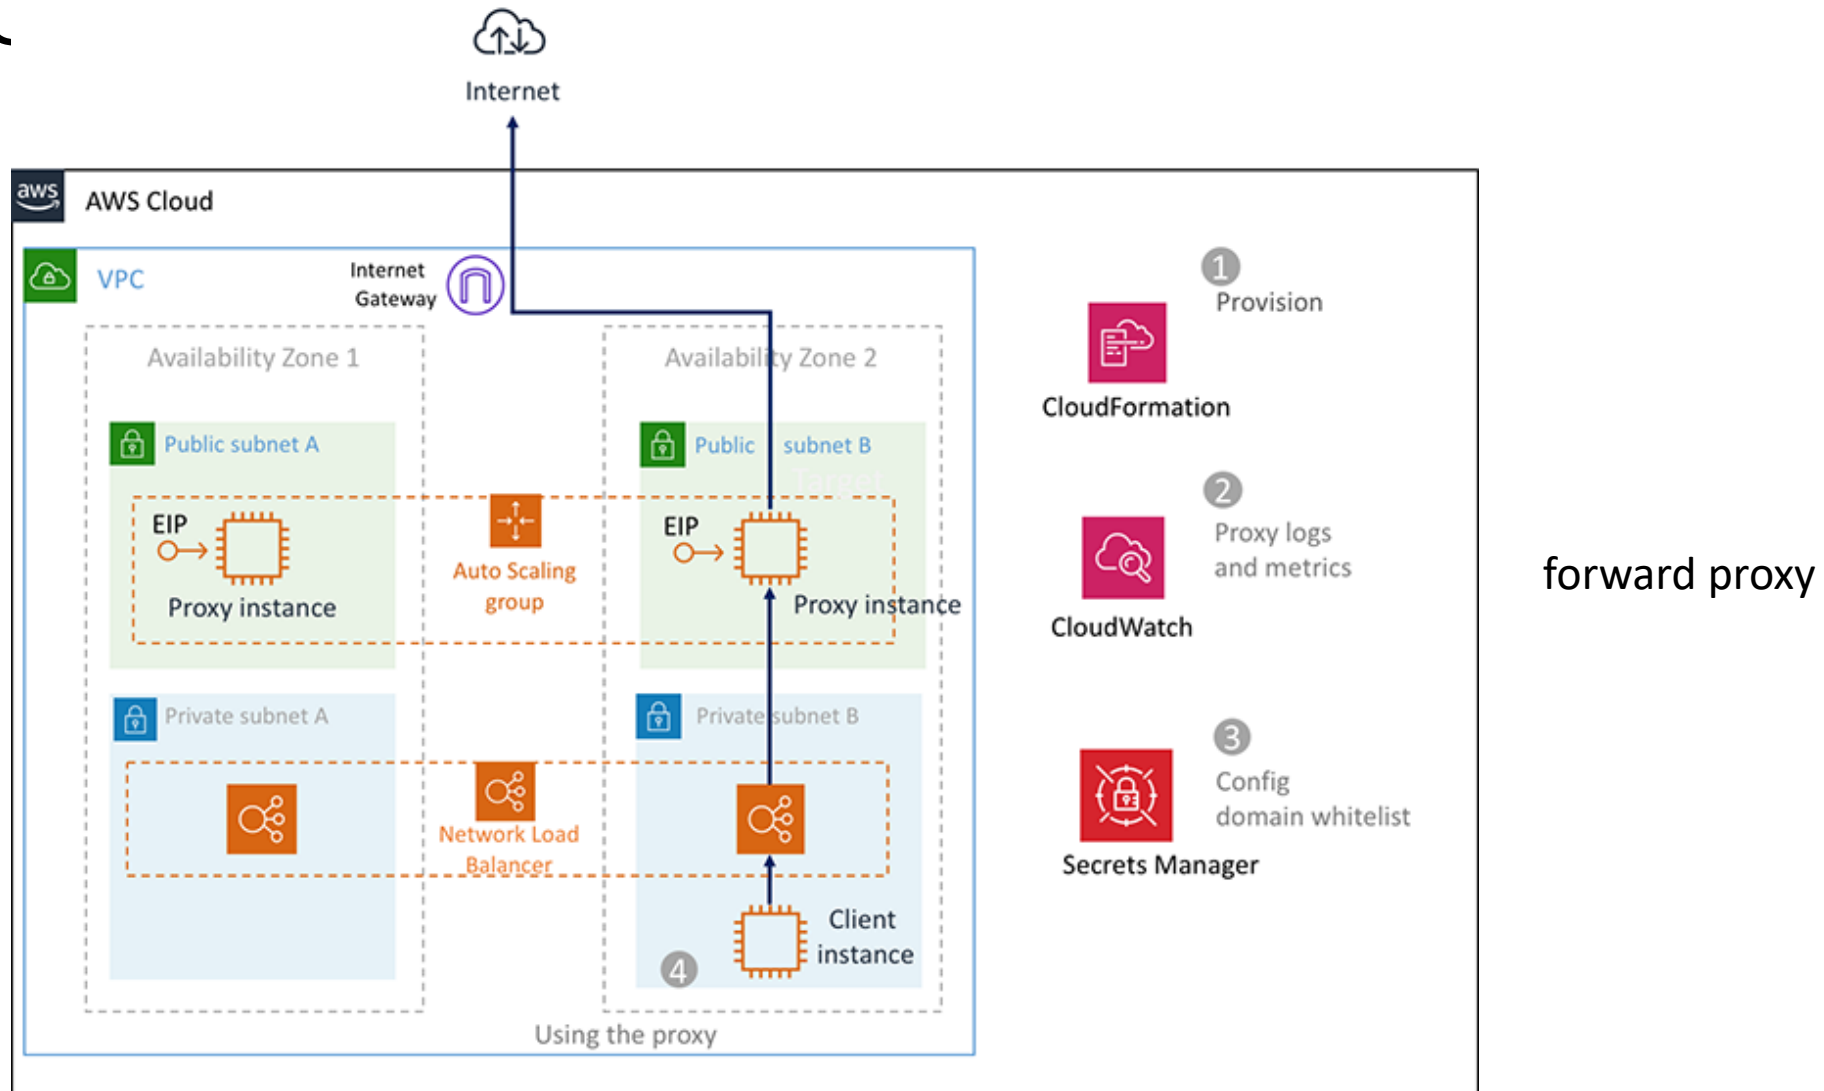 Internet
aws
AWS Cloud
VPC
Internet
Gateway
1
Provision
Availability Zone 1
Availability Zone 2
CloudFormation
Public subnet A
Public subnet B
Target
2
EIP
EIP
Proxy logs
and metrics
Auto Scaling
group
Proxy instance
Proxy instance
forward proxy
CloudWatch
Private subnet A
Private subnet B
3
Config
domain whitelist
Network Load
Balancer
Secrets Manager
Client
instance
4
Using the proxy